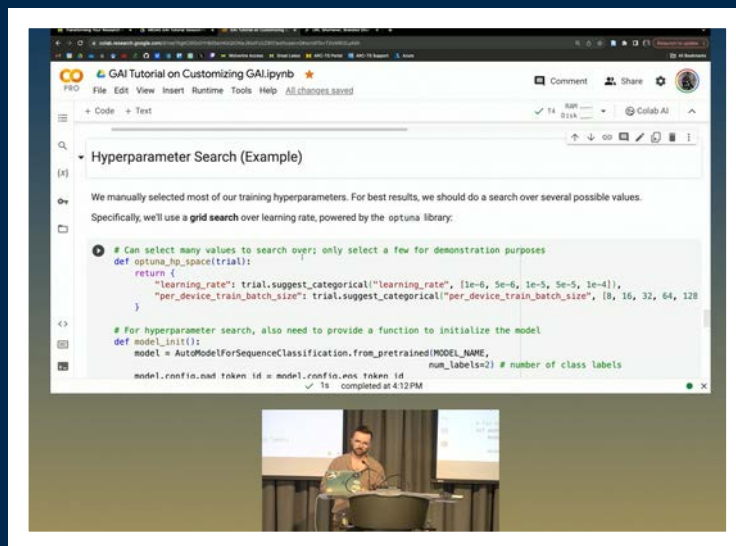 GAI Tutorial on Customizing GAI.ipynb
PRO
File Edit View Insert Runtime Tools Help All changes saved
Comment
Share
+ Code + Text
T4 RAM
Disk
Colab AI
Hyperparameter Search (Example)
We manually selected most of our training hyperparameters. For best results, we should do a search over several possible values.
Specifically, we'll use a grid search over learning rate, powered by the optuna library:
# Can select many values to search over; only select a few for demonstration purposes
def optuna_hp_space(trial):
return {
"learning_rate": trial.suggest_categorical("learning_rate", [1e-6, 5e-6, 1e-5, 5e-5, 1e-4]),
"per_device_train_batch_size": trial.suggest_categorical("per_device_train_batch_size", [8, 16, 32, 64, 128
}
# For hyperparameter search, also need to provide a function to initialize the model
def model_init():
model = AutoModelForSequenceClassification.from_pretrained(MODEL_NAME,
num_labels=2) # number of class labels
model.config.pad_token_id = model.config.eos_token_id
1s completed at 4:12 PM